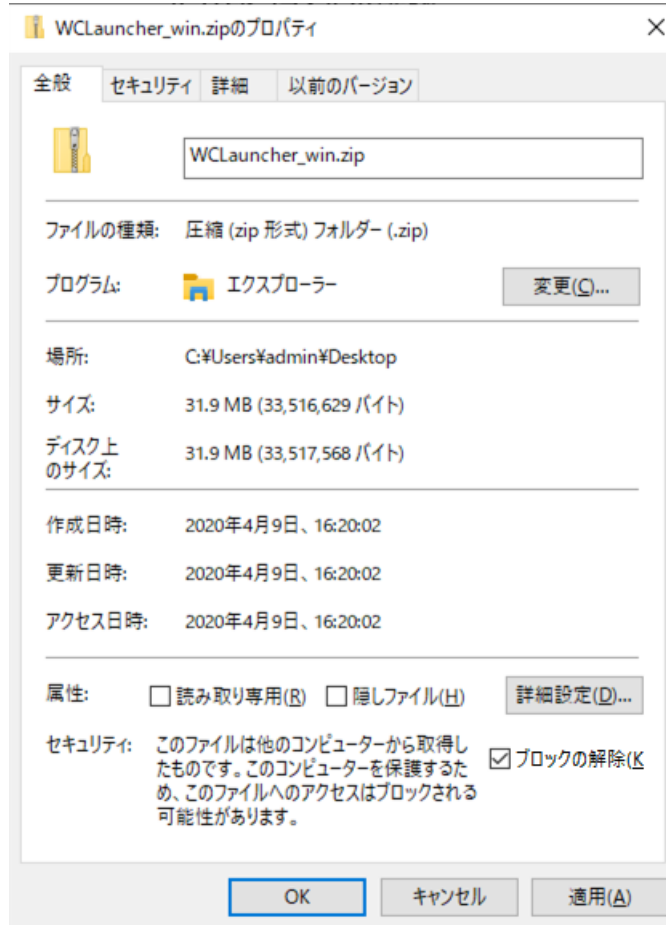 WCLauncher_win.zipのプロパティ
全般 セキュリティ 詳細 以前のバージョン
WCLauncher_win.zip
ファイルの種類: 圧縮 (zip 形式) フォルダー (.zip)
プログラム: エクスプローラー 変更(C)...
場所: C:¥Users¥admin¥Desktop
サイズ: 31.9 MB (33,516,629 バイト)
ディスク上
のサイズ: 31.9 MB (33,517,568 バイト)
作成日時: 2020年4月9日、16:20:02
更新日時: 2020年4月9日、16:20:02
アクセス日時: 2020年4月9日、16:20:02
属性: 読み取り専用(R) 隠しファイル(H) 詳細設定(D)...
セキュリティ: このファイルは他のコンピューターから取得し
たものです。このコンピューターを保護するた
め、このファイルへのアクセスはブロックされる
可能性があります。
ブロックの解除(K
OK キャンセル 適用(A)